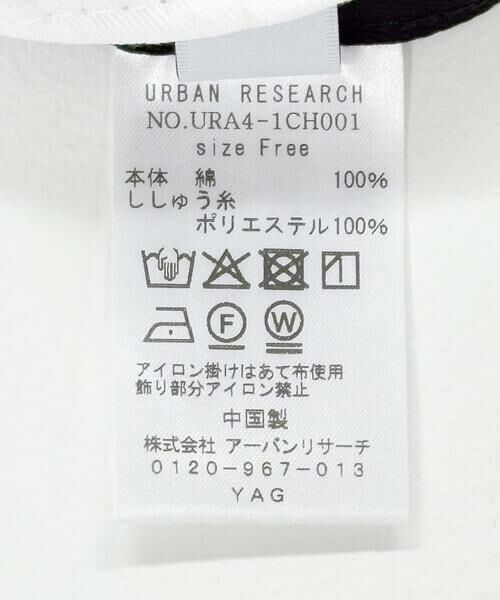 URBAN RESEARCH
NO.URA4-1CH001
size Free
本体 綿 100%
ししゅう糸
ポリエステル100%
F W
アイロン掛けはあて布使用
飾り部分アイロン禁止
中国製
株式会社 アーバンリサーチ
0120-967-013
YAG